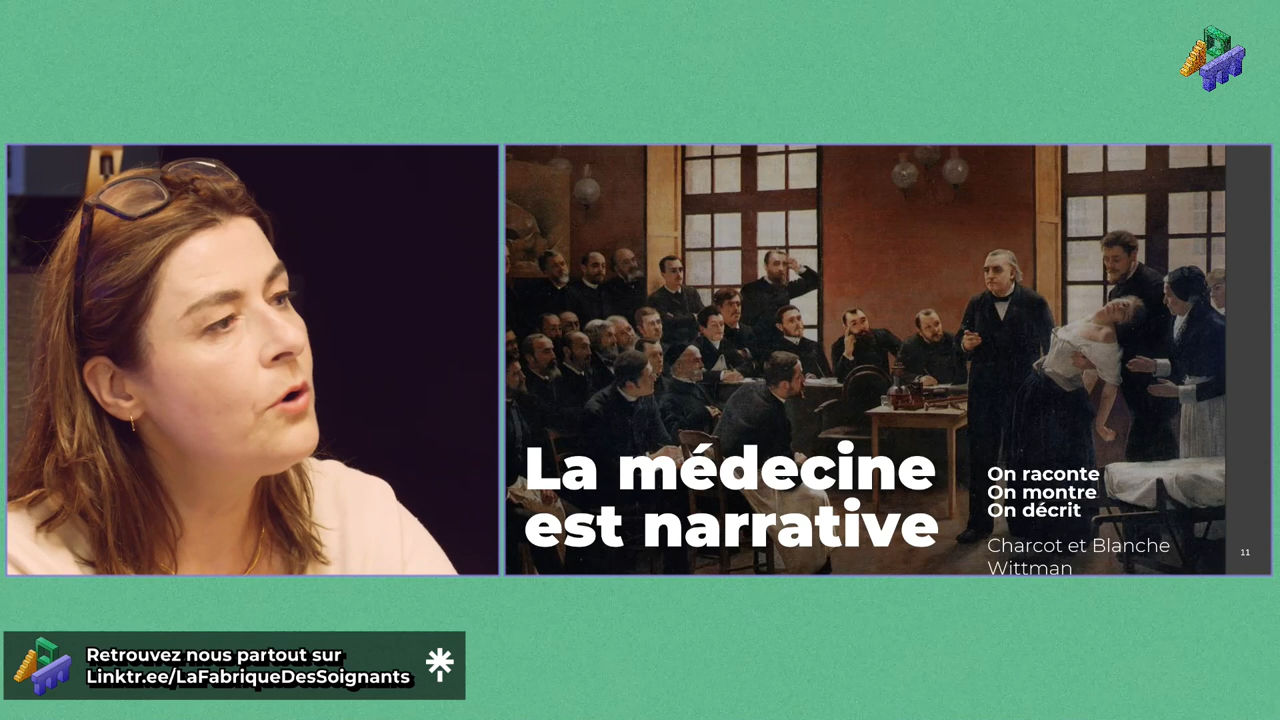 La médecine
est narrative
On raconte
On montre
On décrit
Charcot et Blanche
Wittman
11
Retrouvez nous partout sur
Linktr.ee/LaFabriqueDesSoignants